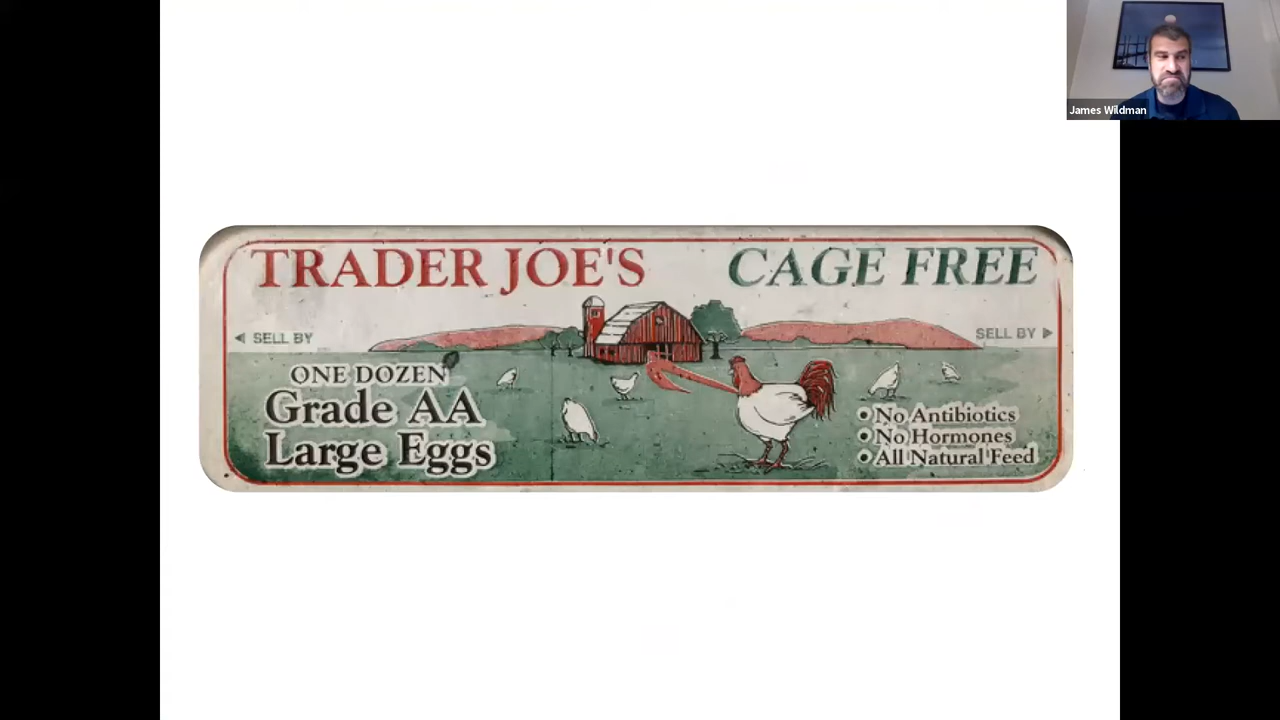 James Wildman
TRADER JOE'S CAGE FREE
SELL BY SELL BY
ONE DOZEN
Grade AA
Large Eggs
No Antibiotics
No Hormones
All Natural Feed